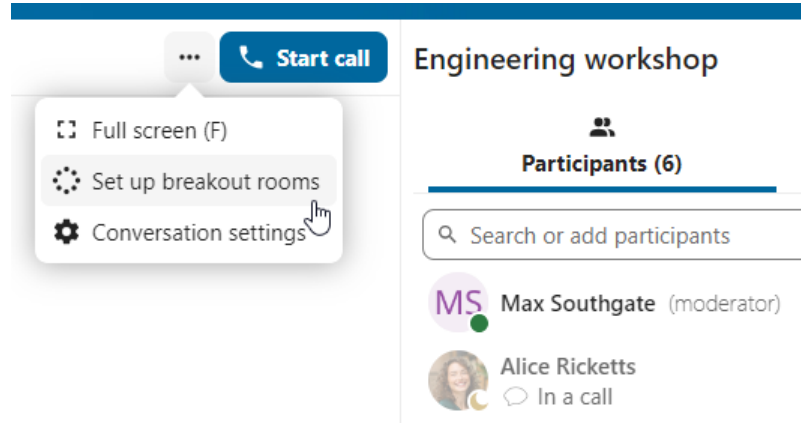 Start call
Engineering workshop
Full screen (F)
Set up breakout rooms
Conversation settings
Participants (6)
Search or add participants
MS Max Southgate (moderator)
Alice Ricketts
In a call